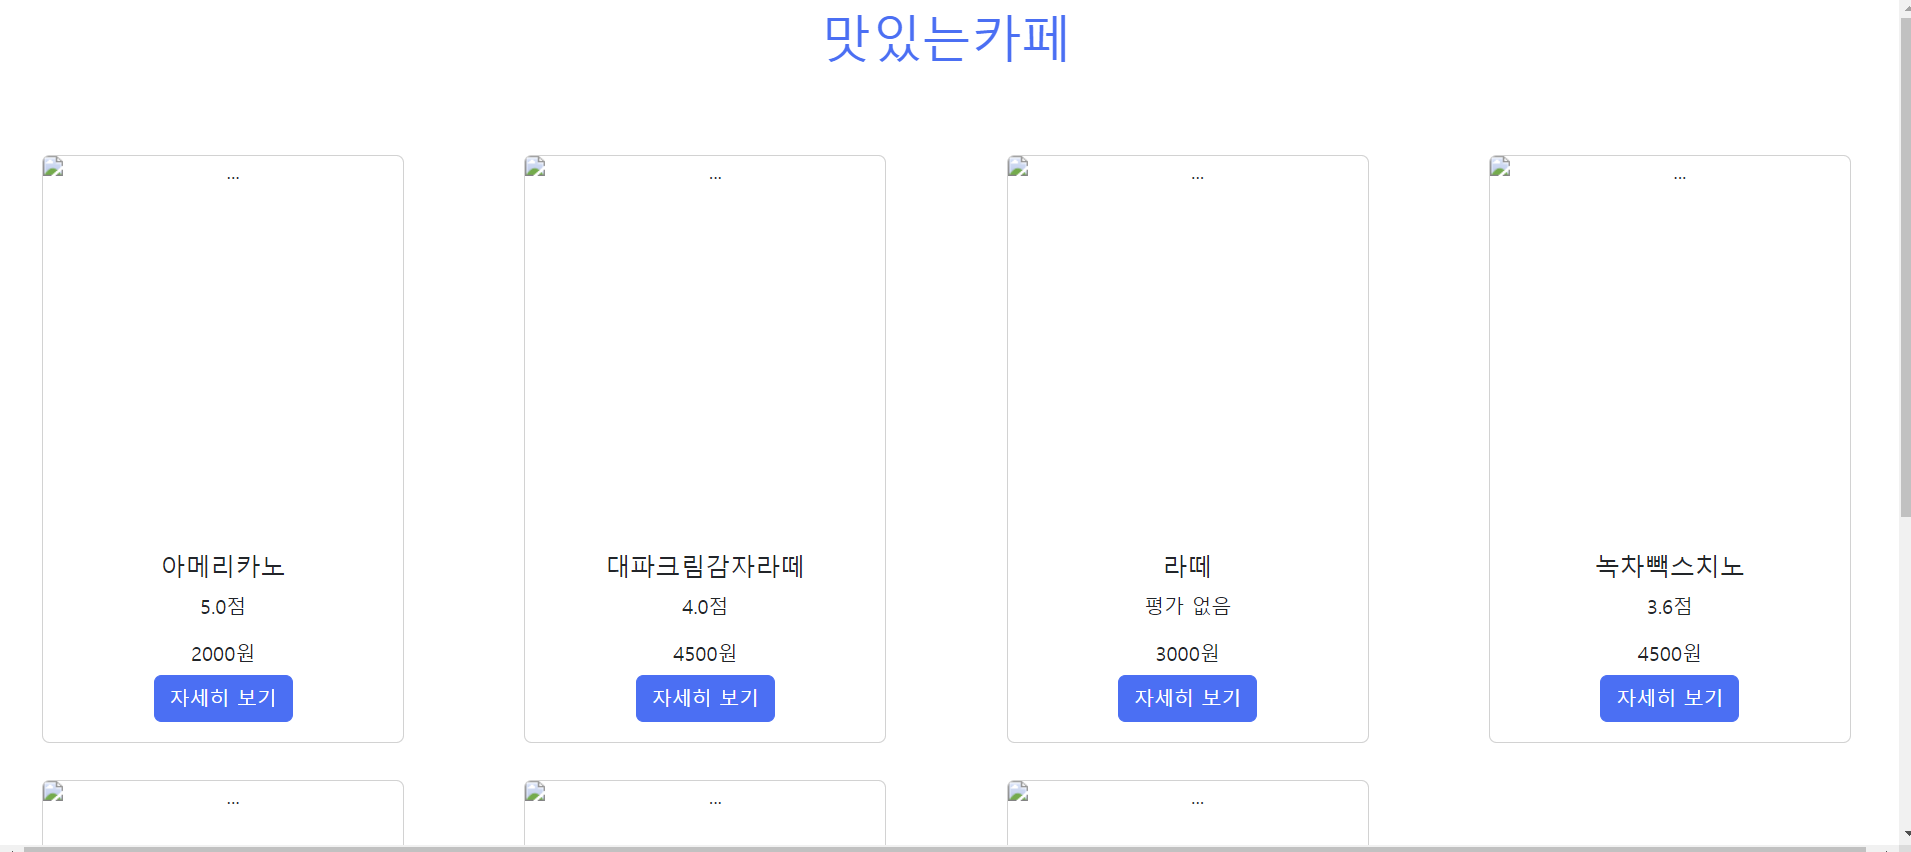 맛있는카페
...
...
...
...
아메리카노
대파크림감자라떼
라떼
녹차빽스치노
5.0점
4.0점
평가 없음
3.6점
2000원
4500원
3000원
4500원
자세히 보기
자세히 보기
자세히 보기
자세히 보기
...
...
...